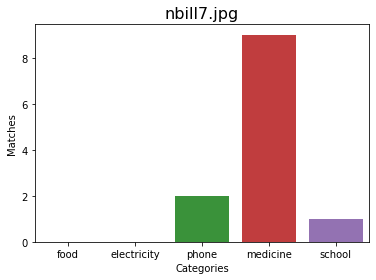 nbill7.jpg
8
6
4
2
0
Matches
food electricity phone medicine school
Categories